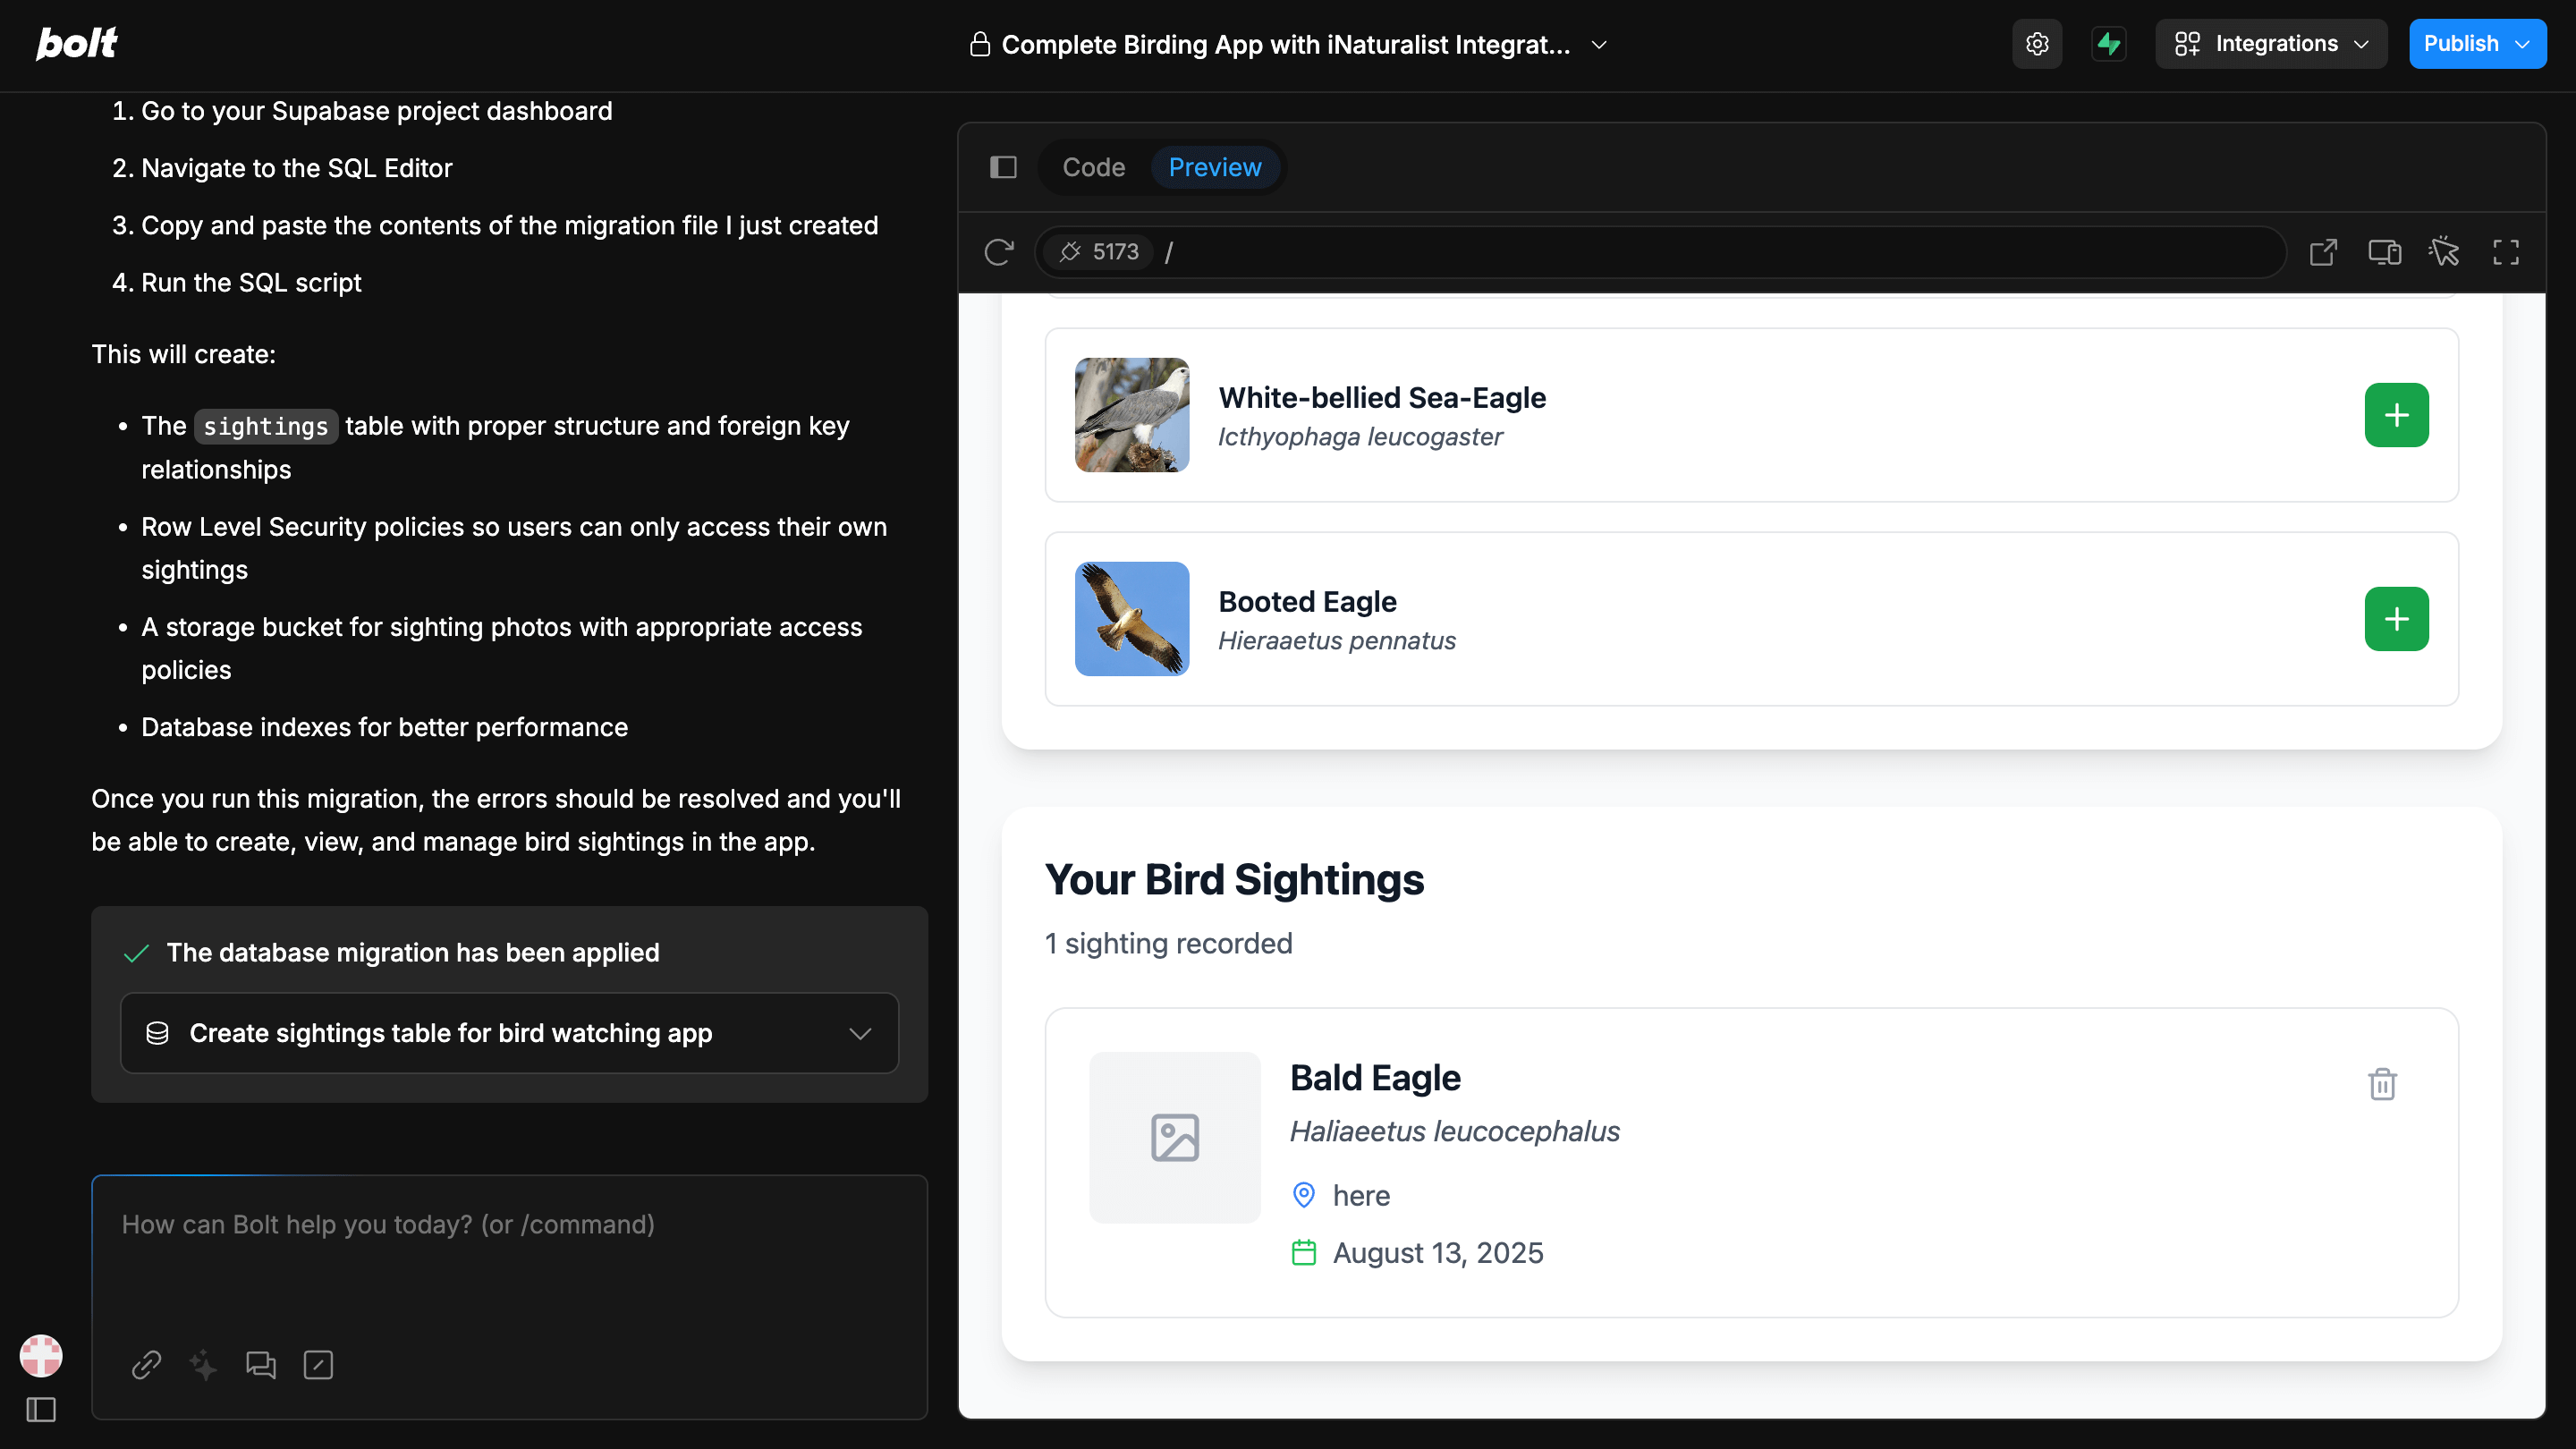 bolt
Complete Birding App with iNaturalist Integrat...
Integrations
Publish
1. Go to your Supabase project dashboard
2. Navigate to the SQL Editor
3. Copy and paste the contents of the migration file I just created
4. Run the SQL script
This will create:
• The sightings table with proper structure and foreign key
relationships
• Row Level Security policies so users can only access their own
sightings
• A storage bucket for sighting photos with appropriate access
policies
• Database indexes for better performance
Once you run this migration, the errors should be resolved and you'll
be able to create, view, and manage bird sightings in the app.
The database migration has been applied
Create sightings table for bird watching app
How can Bolt help you today? (or /command)
Code
Preview
5173 /
White-bellied Sea-Eagle
Icthyophaga leucogaster
Booted Eagle
Hieraaetus pennatus
Your Bird Sightings
1 sighting recorded
Bald Eagle
Haliaeetus leucocephalus
here
August 13, 2025